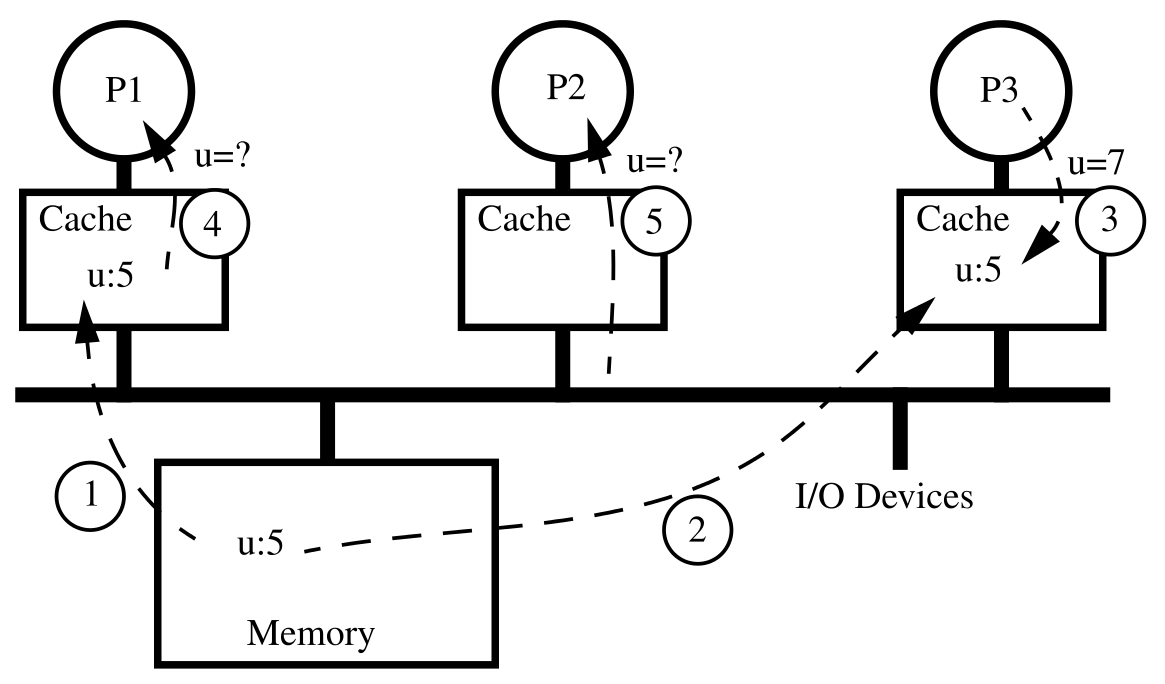 P1
P2
P3
u=?
u=?
u=7
Cache
4
Cache
5
Cache
3
u:5
u:5
1
2
I/O Devices
u:5
Memory